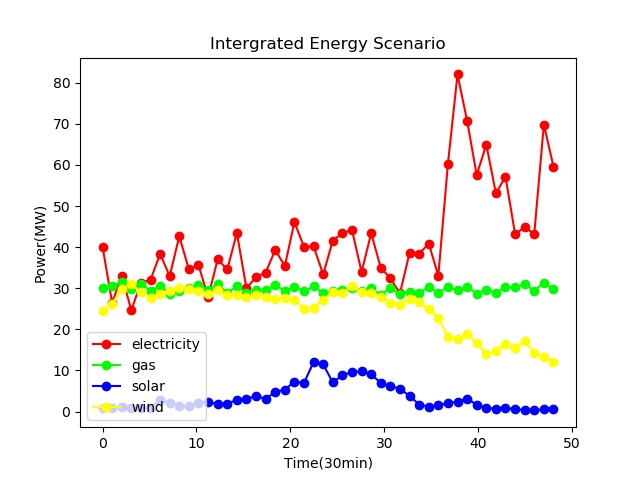 Intergrated Energy Scenario
Power(MW)
80
70
60
50
40
30
20
10
0
electricity
gas
solar
wind
0 10 20 30 40 50
Time(30min)